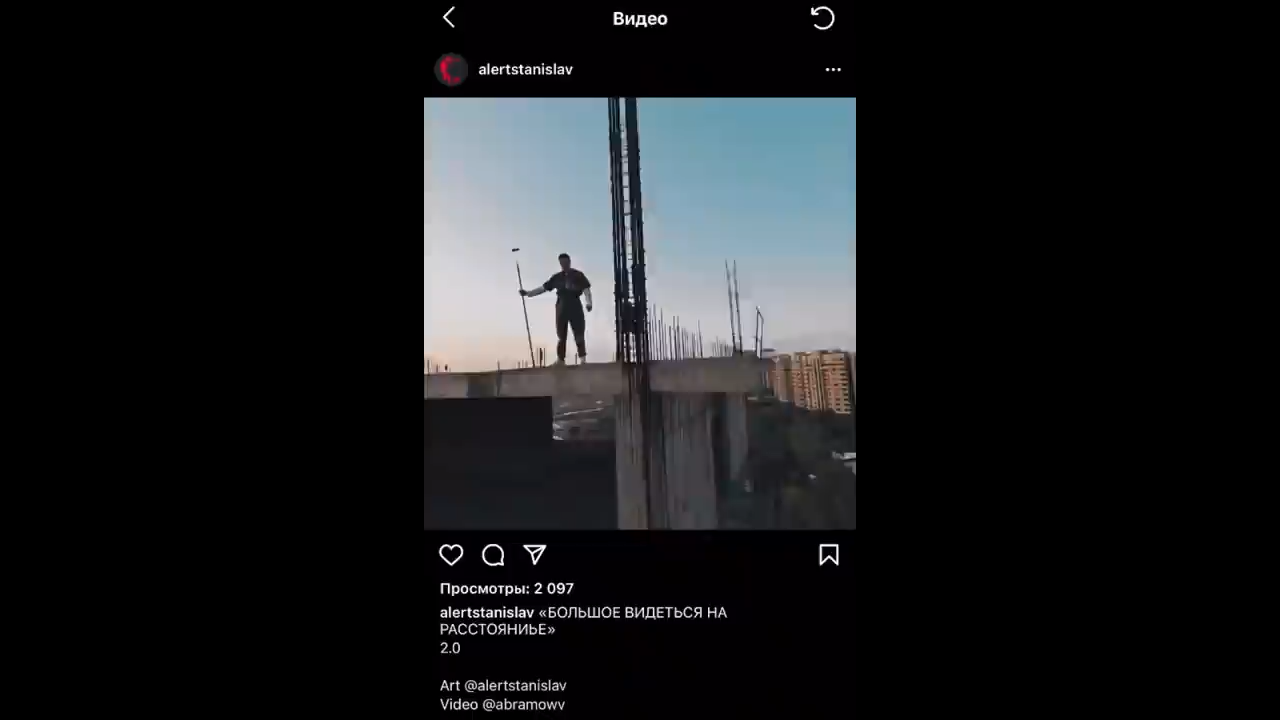 Видео
alertstanislav
Просмотры: 2 097
alertstanislav «БОЛЬШОЕ ВИДЕТЬСЯ НА
РАССТОЯНИЬЕ»
2.0
Art @alertstanislav
Video @abramowv